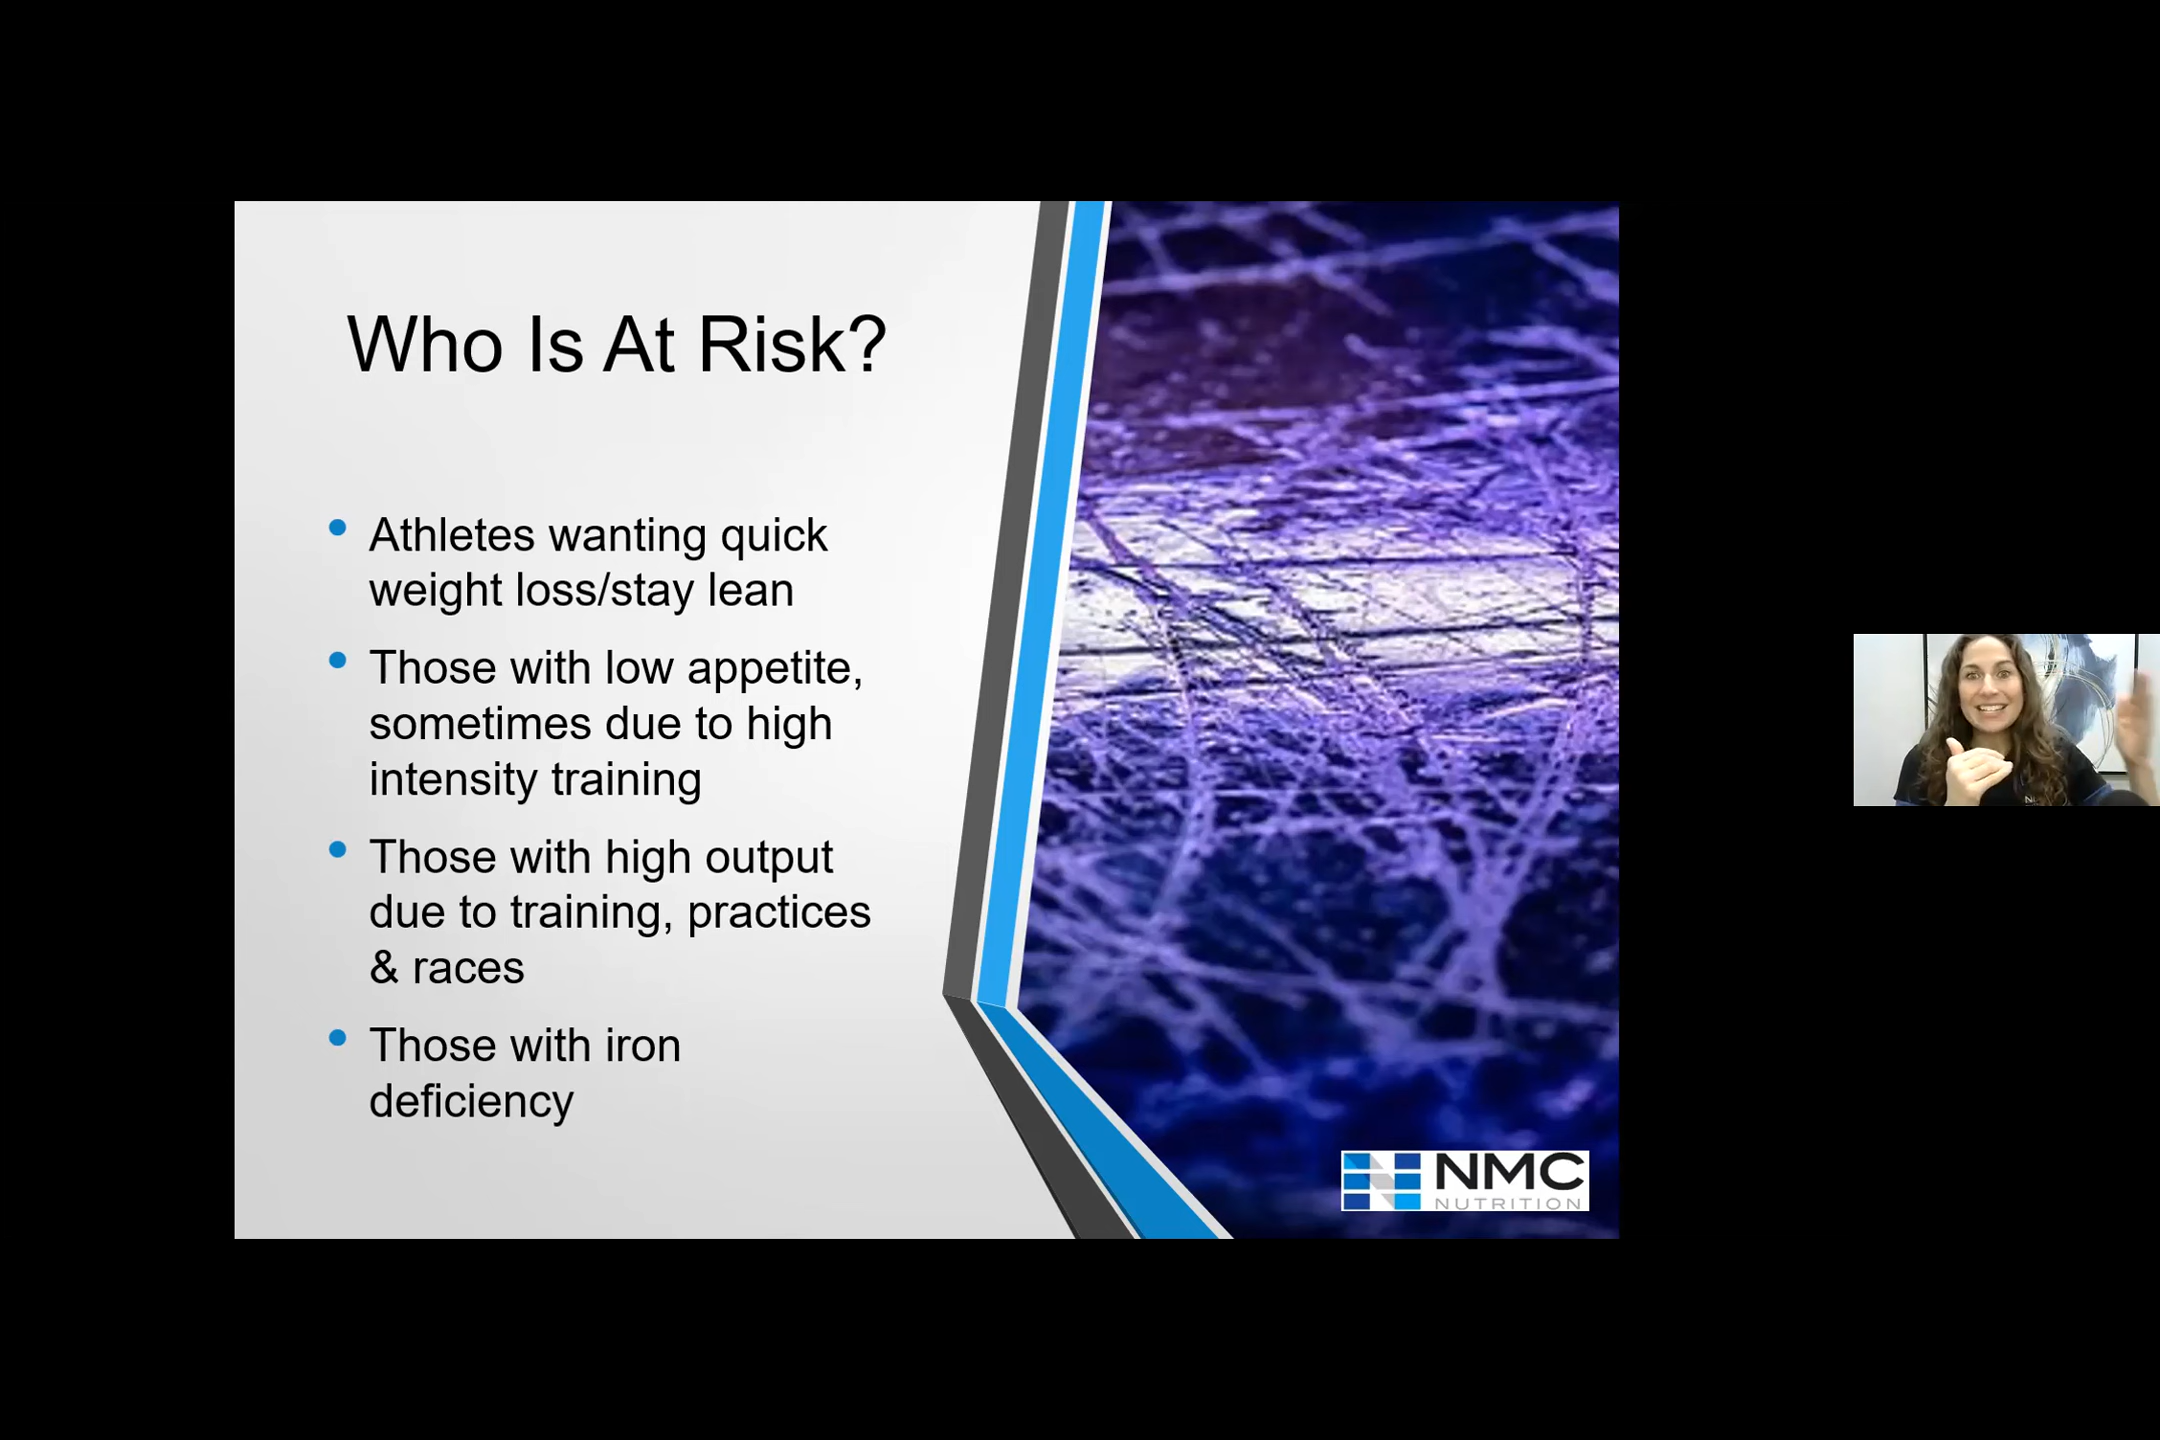 Who Is At Risk?
• Athletes wanting quick
weight loss/stay lean
• Those with low appetite,
sometimes due to high
intensity training
• Those with high output
due to training, practices
& races
• Those with iron
deficiency
NMC
NUTRITION